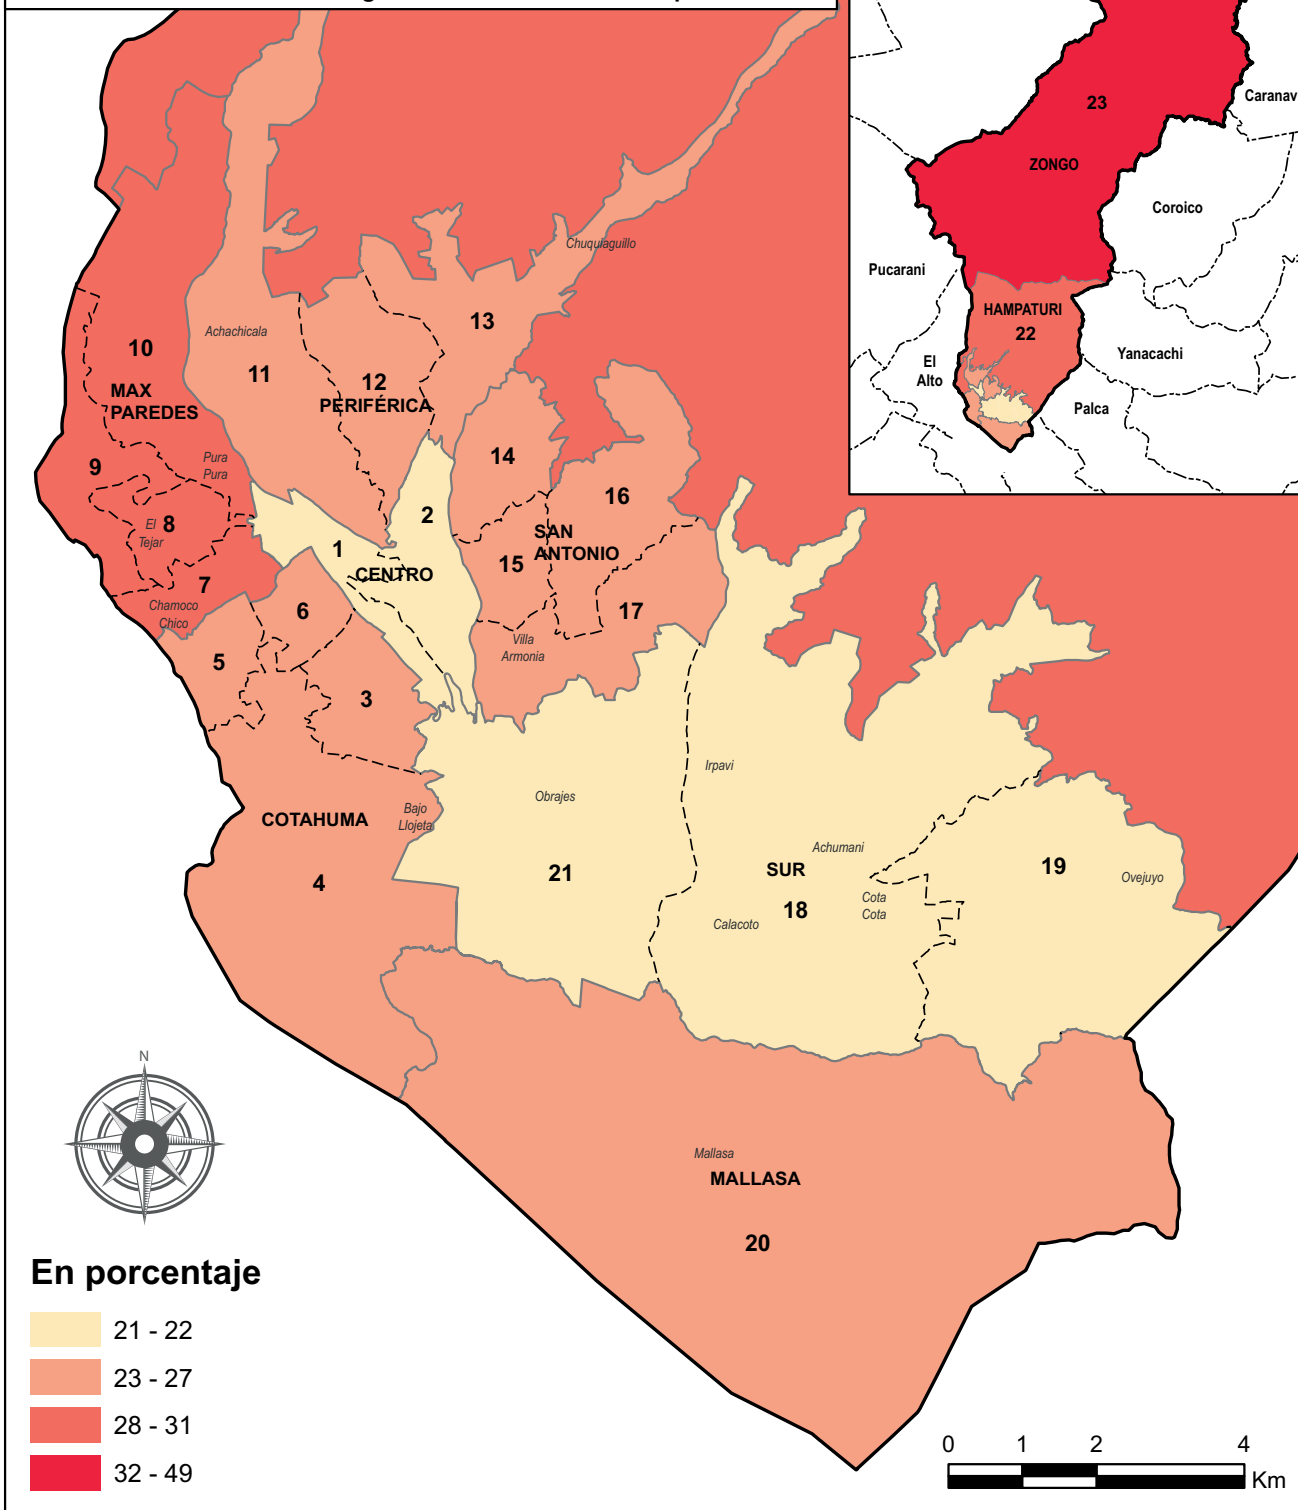 23
Caranav
ZONGO
Coroico
Chuquiaguillo
Pucarani
HAMPATURI
22
13
Achachicala
10
11
12
El
Alto
Yanacachi
MAX
PAREDES
PERIFÉRICA
Palca
9
Pura
Pura
14
16
2
El
Tejar
8
SAN
ANTONIO
1
CENTRO
15
7
Chamoco
Chico
6
17
Villa
Armonia
5
3
Irpavi
Obrajes
Bajo
Llojeta
COTAHUMA
Achumani
SUR
19
21
Ovejuyo
4
Cota
Cota
18
Calacoto
N
Mallasa
MALLASA
20
En porcentaje
21 - 22
23 - 27
28 - 31
32 - 49
0 1 2 4
Km